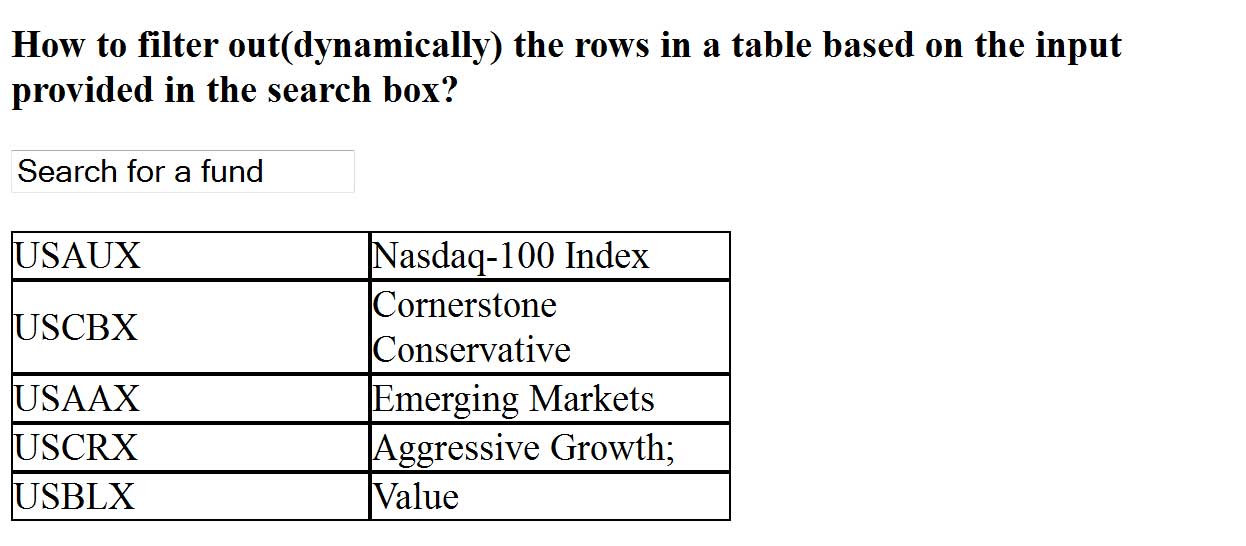 How to filter out(dynamically) the rows in a table based on the input
provided in the search box?
Search for a fund
USAUX Nasdaq-100 Index
USCBX Cornerstone
Conservative
USAAX Emerging Markets
USCRX Aggressive Growth;
USBLX Value